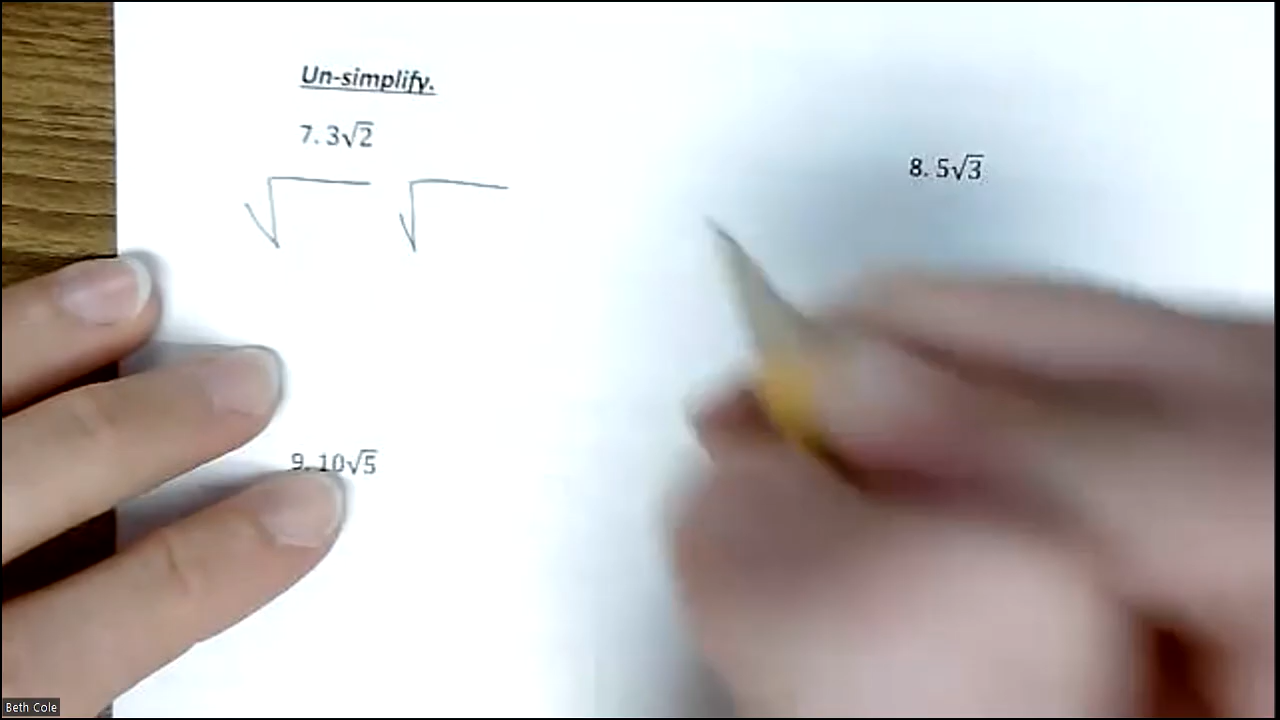 Un-simplify.
7. 3√2
8. 5√3
√ √
9. 10√5
Beth Cole